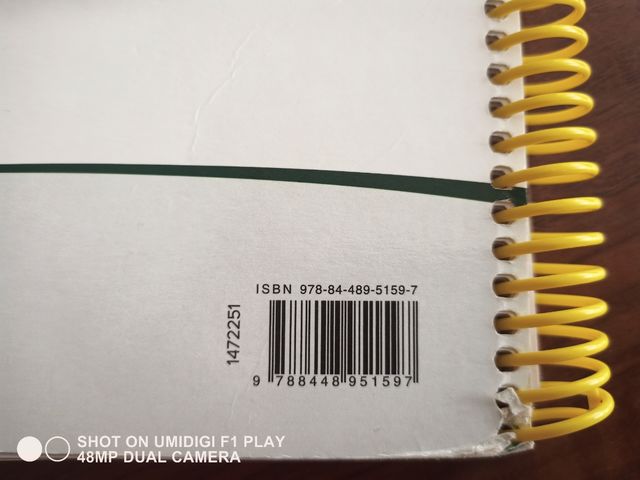 ISBN 978-84-489-5159-7
1472251
9 788448 951597
SHOT ON UMIDIGI F1 PLAY
48MP DUAL CAMERA